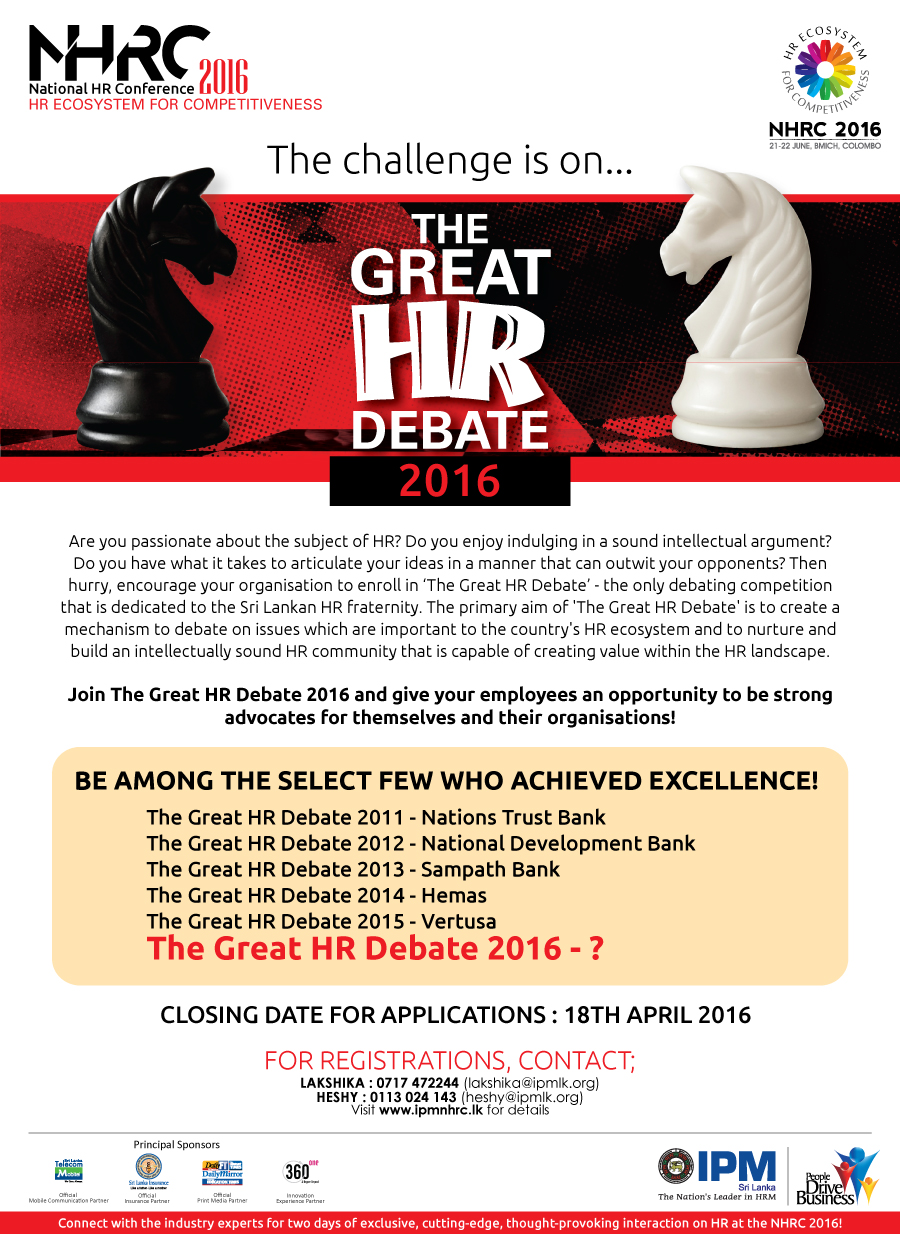 NHRC
National HR Conference 2016
HR ECOSYSTEM FOR COMPETITIVENESS
HR ECOSYSTEM
FOR COMPETITIVENESS
NHRC 2016
21-22 JUNE, BMICH, COLOMBO
The challenge is on...
THE
GREAT
HR
DEBATE
2016
Are you passionate about the subject of HR? Do you enjoy indulging in a sound intellectual argument?
Do you have what it takes to articulate your ideas in a manner that can outwit your opponents? Then
hurry, encourage your organisation to enroll in ‘The Great HR Debate’ - the only debating competition
that is dedicated to the Sri Lankan HR fraternity. The primary aim of 'The Great HR Debate' is to create a
mechanism to debate on issues which are important to the country's HR ecosystem and to nurture and
build an intellectually sound HR community that is capable of creating value within the HR landscape.
Join The Great HR Debate 2016 and give your employees an opportunity to be strong
advocates for themselves and their organisations!
BE AMONG THE SELECT FEW WHO ACHIEVED EXCELLENCE!
The Great HR Debate 2011 - Nations Trust Bank
The Great HR Debate 2012 - National Development Bank
The Great HR Debate 2013 - Sampath Bank
The Great HR Debate 2014 - Hemas
The Great HR Debate 2015 - Vertusa
The Great HR Debate 2016 - ?
CLOSING DATE FOR APPLICATIONS : 18TH APRIL 2016
FOR REGISTRATIONS, CONTACT;
LAKSHIKA : 0717 472244 (lakshika@ipmlk.org)
HESHY : 0113 024 143 (heshy@ipmlk.org)
Visit www.ipmnhrc.lk for details
Principal Sponsors
Sri Lanka
Telecom
Mobitel
Official
Mobile Communication Partner
Sri Lanka Insurance
Official
Insurance Partner
Daily FT
Daily Mirror
Official
Print Media Partner
360
Innovation
Experience Partner
IPM
Sri Lanka
The Nation's Leader in HRM
People
Drive
Business
Connect with the industry experts for two days of exclusive, cutting-edge, thought-provoking interaction on HR at the NHRC 2016!